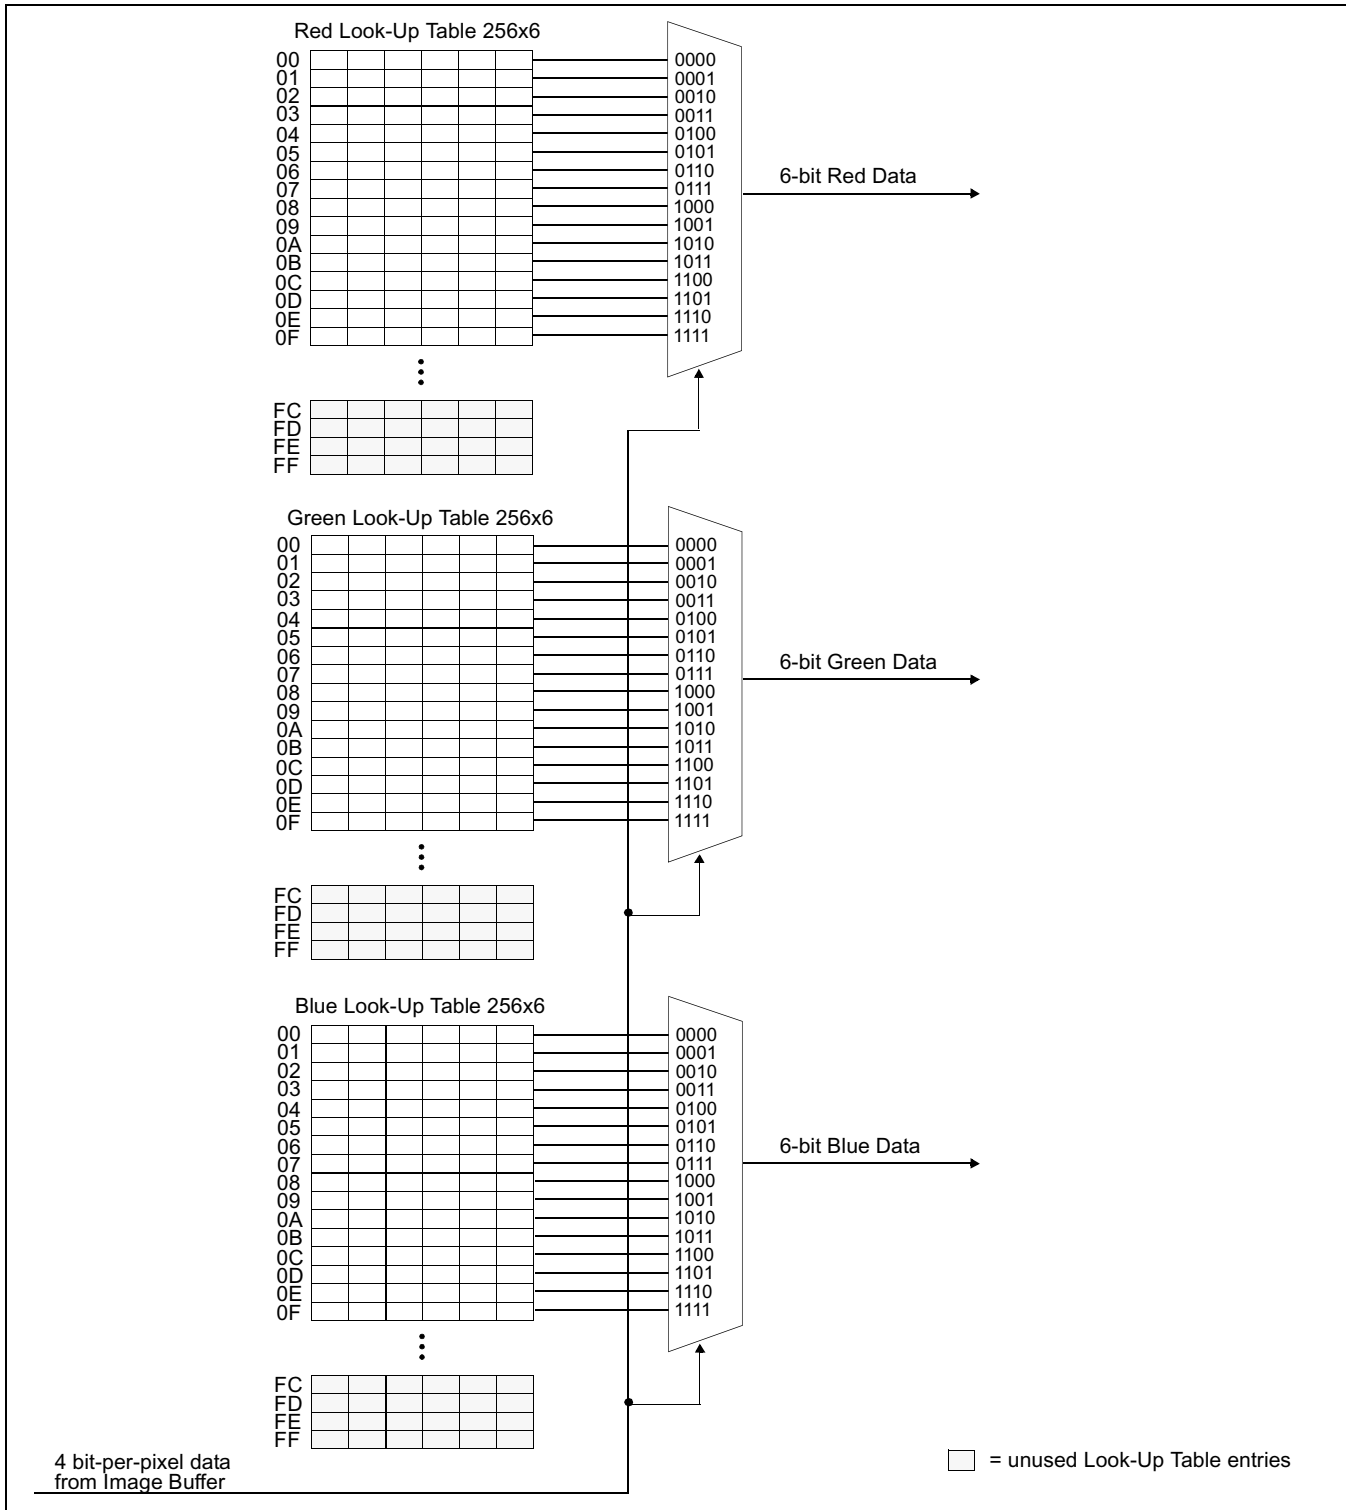 Red Look-Up Table 256x6
00 0000
01 0001
02 0010
03 0011
04 0100
05 0101
06 0110
07 0111
08 1000
09 1001
0A 1010
0B 1011
0C 1100
0D 1101
0E 1110
0F 1111
6-bit Red Data
FC
FD
FE
FF
Green Look-Up Table 256x6
00 0000
01 0001
02 0010
03 0011
04 0100
05 0101
06 0110
07 0111
08 1000
09 1001
0A 1010
0B 1011
0C 1100
0D 1101
0E 1110
0F 1111
6-bit Green Data
FC
FD
FE
FF
Blue Look-Up Table 256x6
00 0000
01 0001
02 0010
03 0011
04 0100
05 0101
06 0110
07 0111
08 1000
09 1001
0A 1010
0B 1011
0C 1100
0D 1101
0E 1110
0F 1111
6-bit Blue Data
FC
FD
FE
FF
4 bit-per-pixel data
from Image Buffer
= unused Look-Up Table entries